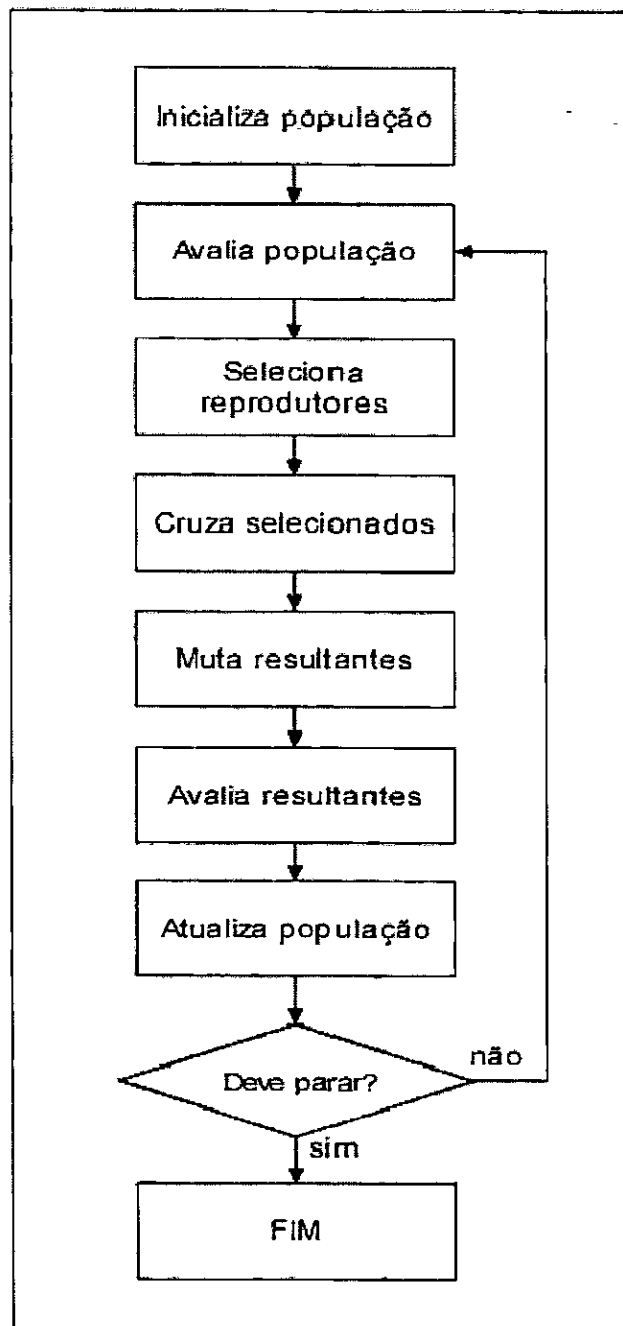 Inicializa população
Avalia população
Seleciona
reprodutores
Cruza selecionados
Muta resultantes
Avalia resultantes
Atualiza população
Deve parar?
não
sim
FIM